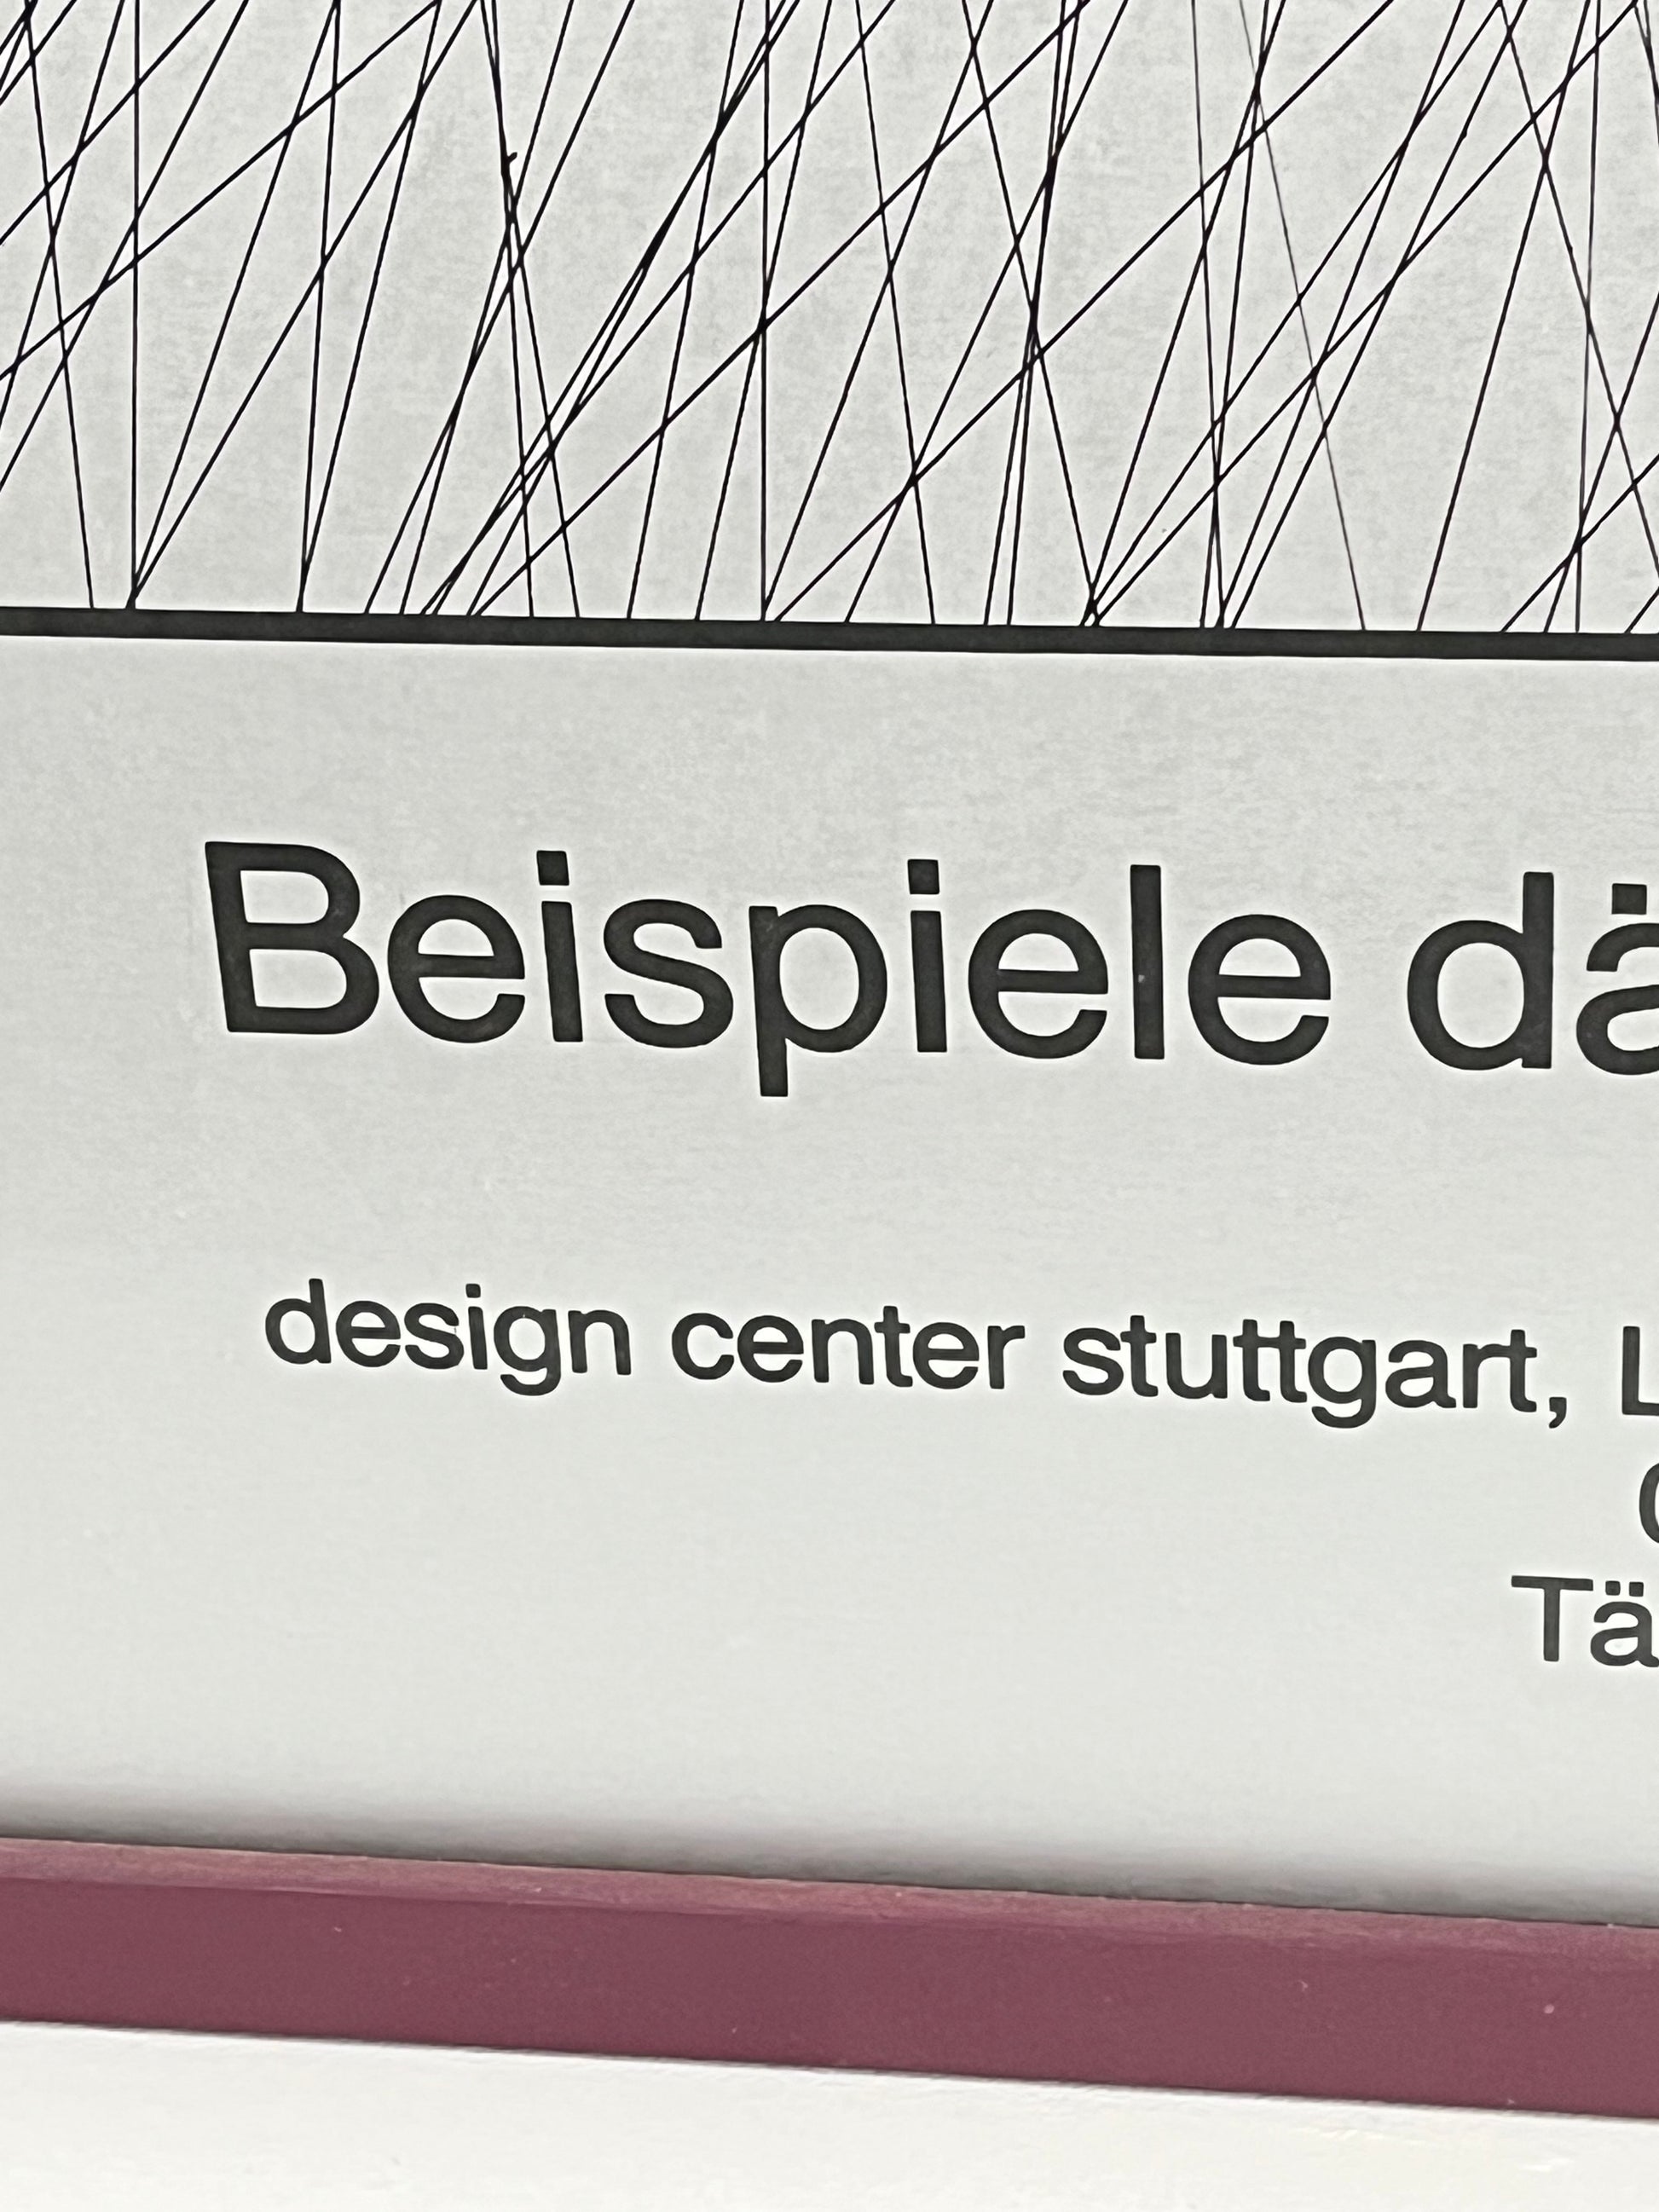 Beispiele dä
design center stuttgart, L
Tä